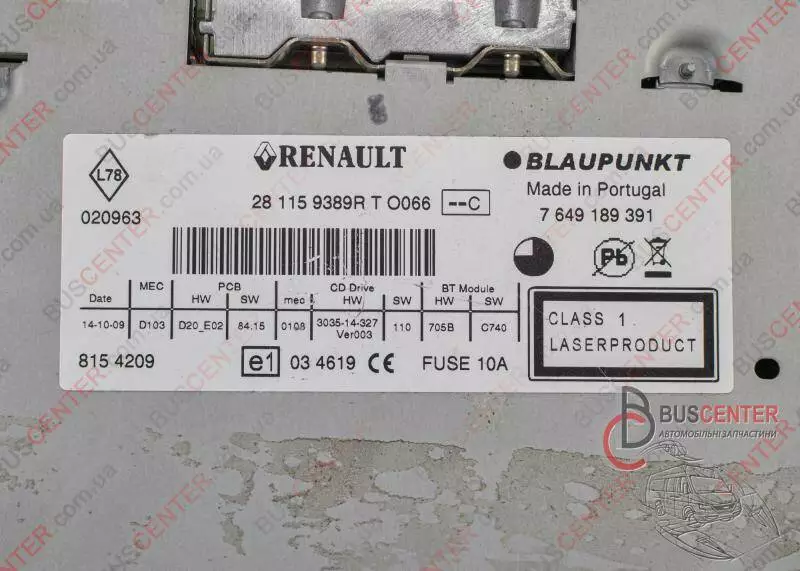 L78
RENAULT
BLAUPUNKT
020963
28 115 9389R T O066 --C
Made in Portugal
7 649 189 391
Pb
MEC PCB CD Drive BT Module
Date HW SW mec HW SW HW SW
14-10-09 D103 D20_E02 84.15 0108 3035-14-327 Ver003 110 705B C740
CLASS 1
LASERPRODUCT
815 4209 e1 03 4619 CE FUSE 10A
BUSCENTER
АВТОМОБІЛЬНІ ЗАПЧАСТИНИ
BUSCENTER.com.ua